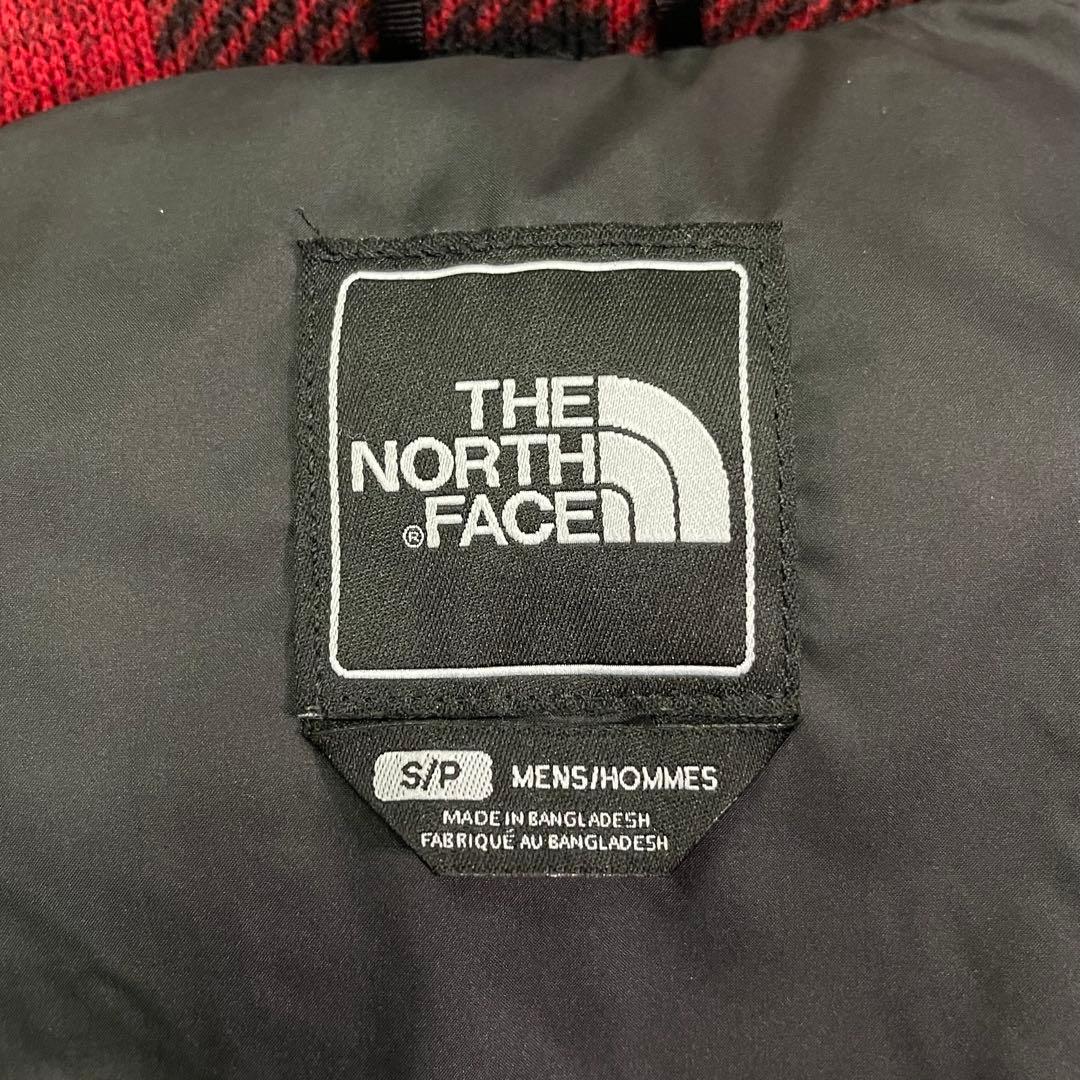 THE
NORTH
®FACE
S/P MENS/HOMMES
MADE IN BANGLADESH
FABRIQUÉ AU BANGLADESH